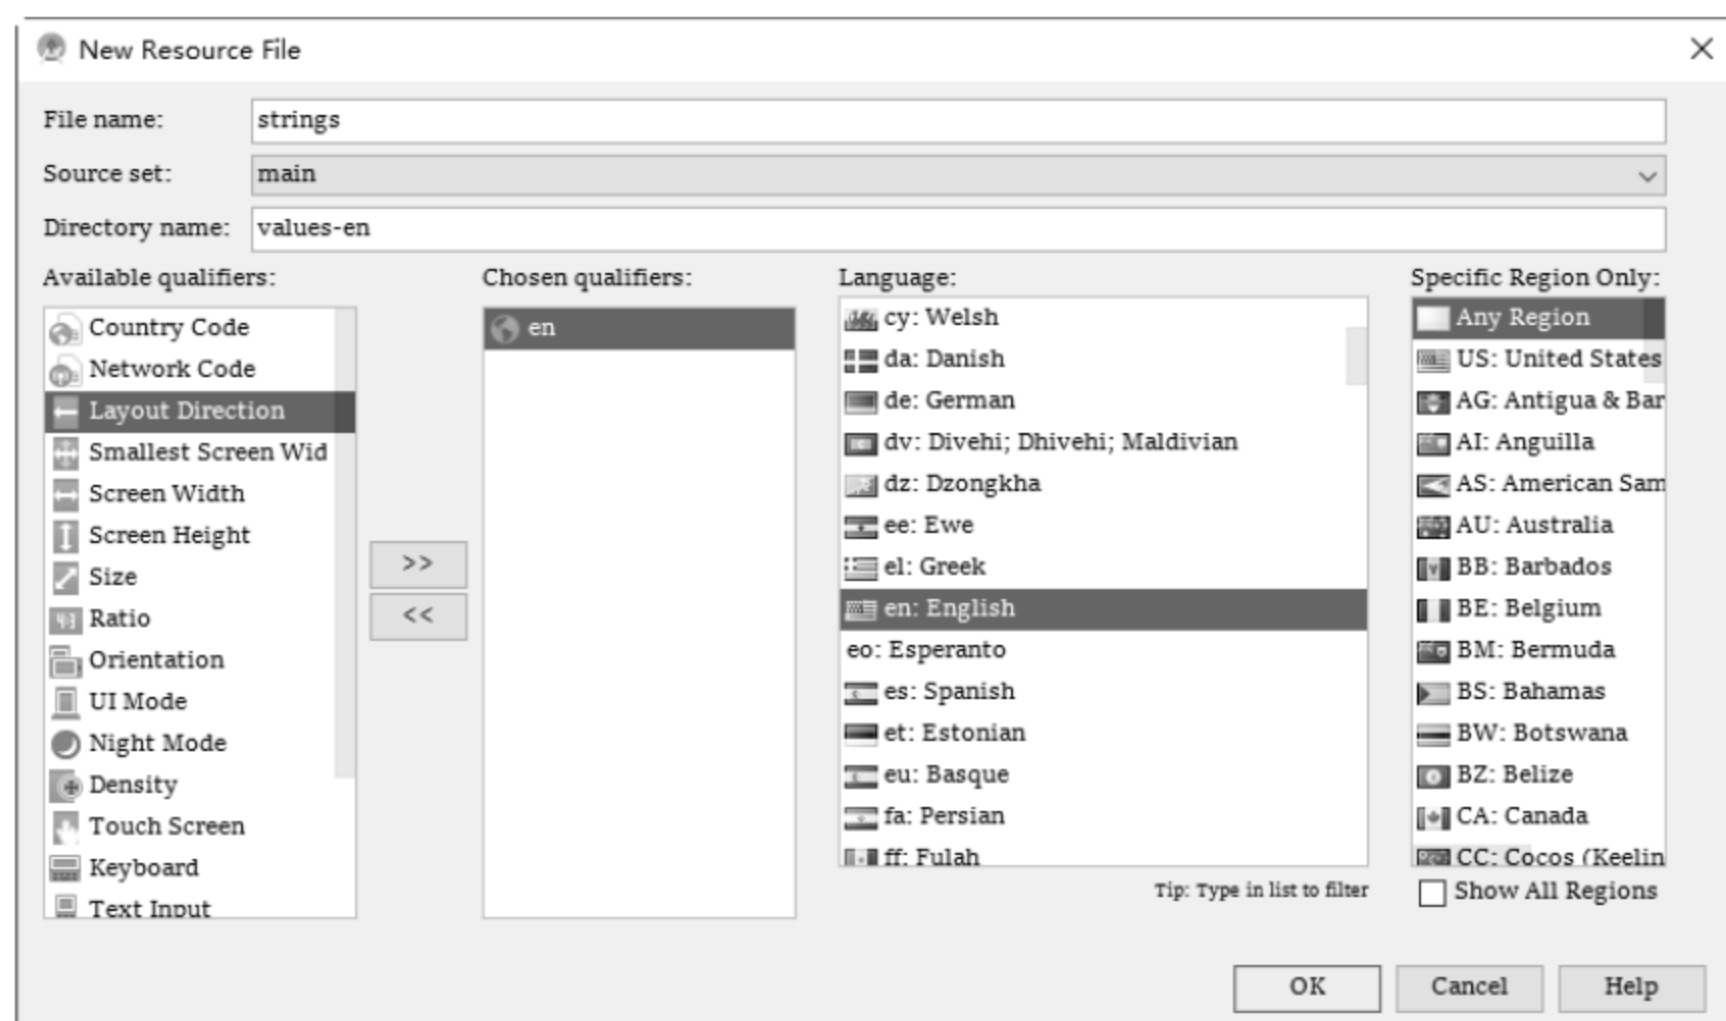 New Resource File
File name: strings
Source set: main
Directory name: values-en
Available qualifiers:
Country Code
Network Code
Layout Direction
Smallest Screen Wid
Screen Width
Screen Height
Size
Ratio
Orientation
UI Mode
Night Mode
Density
Touch Screen
Keyboard
Text Input
>>
<<
Chosen qualifiers:
en
Language:
cy: Welsh
da: Danish
de: German
dv: Divehi; Dhivehi; Maldivian
dz: Dzongkha
ee: Ewe
el: Greek
en: English
eo: Esperanto
es: Spanish
et: Estonian
eu: Basque
fa: Persian
ff: Fulah
Tip: Type in list to filter
Specific Region Only:
Any Region
US: United States
AG: Antigua & Bar
AI: Anguilla
AS: American Sam
AU: Australia
BB: Barbados
BE: Belgium
BM: Bermuda
BS: Bahamas
BW: Botswana
BZ: Belize
CA: Canada
CC: Cocos (Keelin
Show All Regions
OK Cancel Help